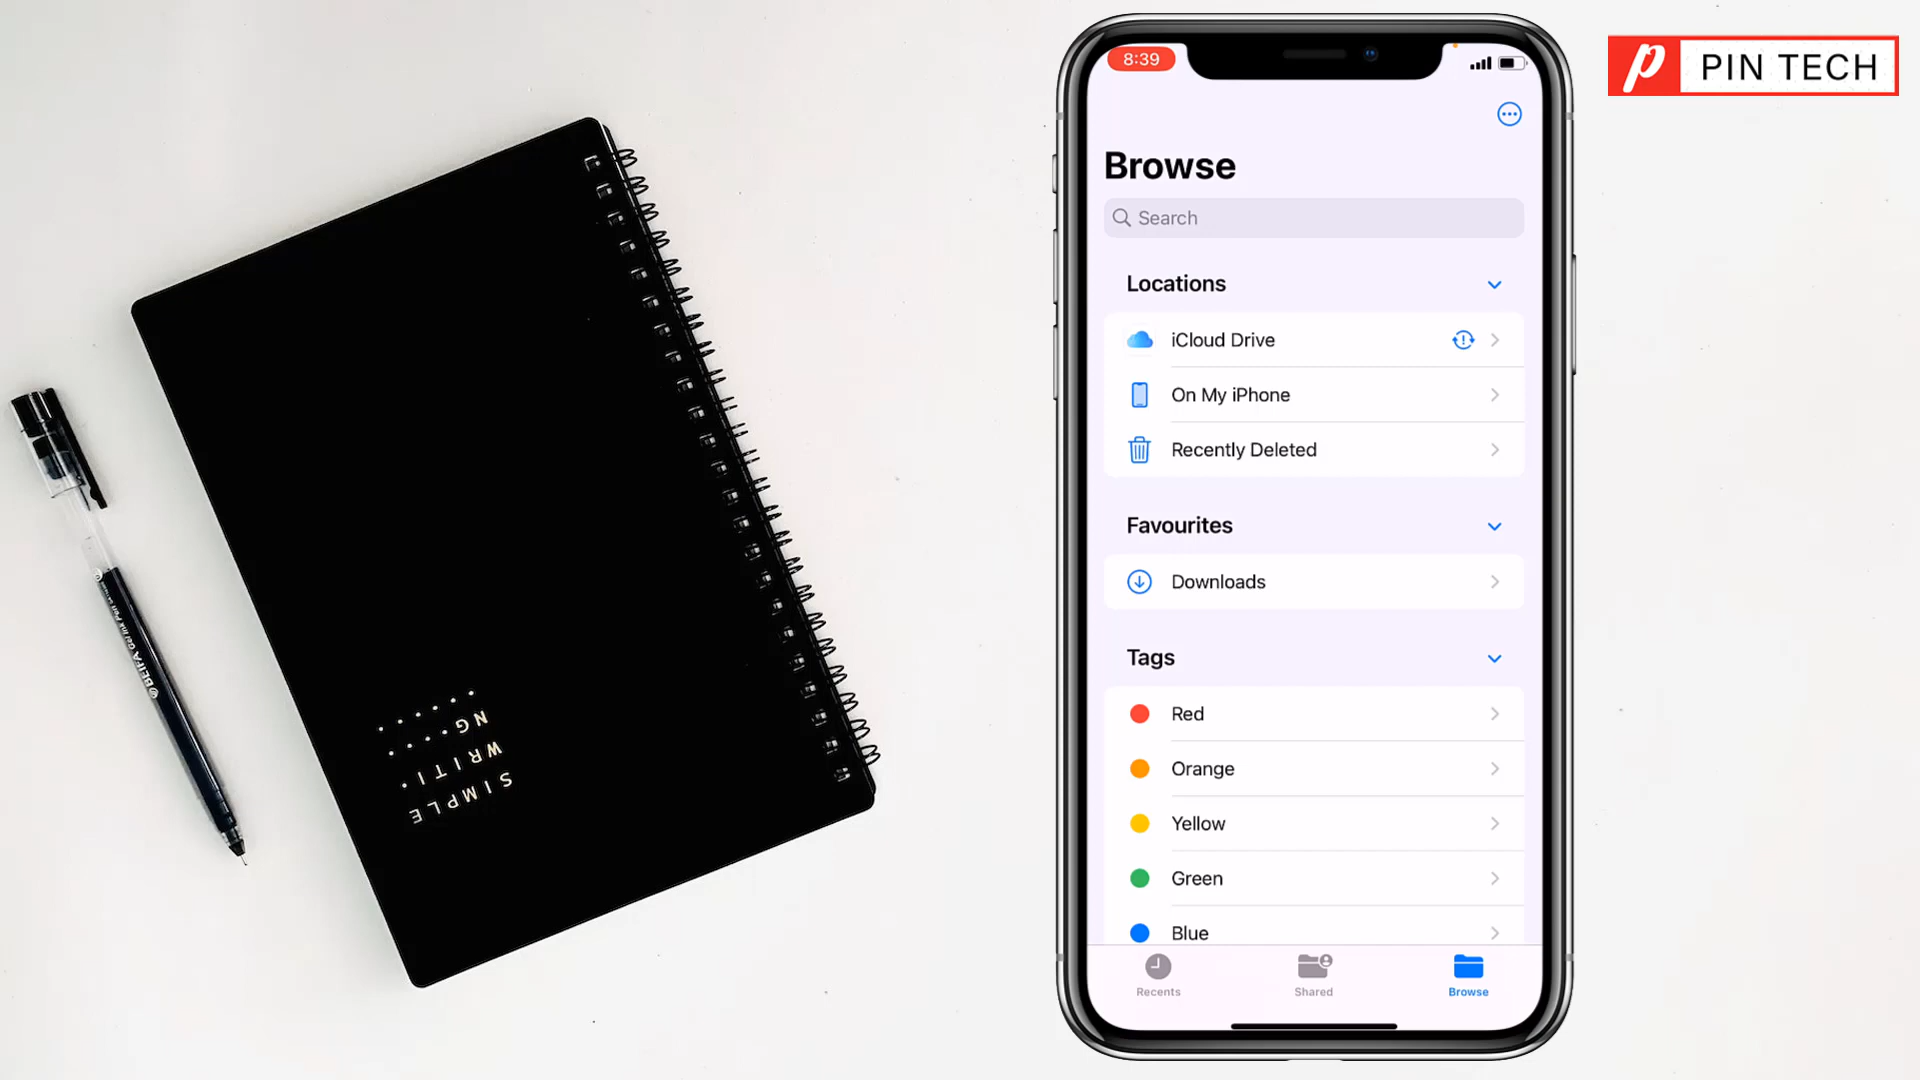 8:39
PIN TECH
Browse
Search
Locations
iCloud Drive
On My iPhone
Recently Deleted
Favourites
Downloads
Tags
Red
Orange
Yellow
Green
Blue
Recents
Shared
Browse
SIMPLE
WRITI
NG